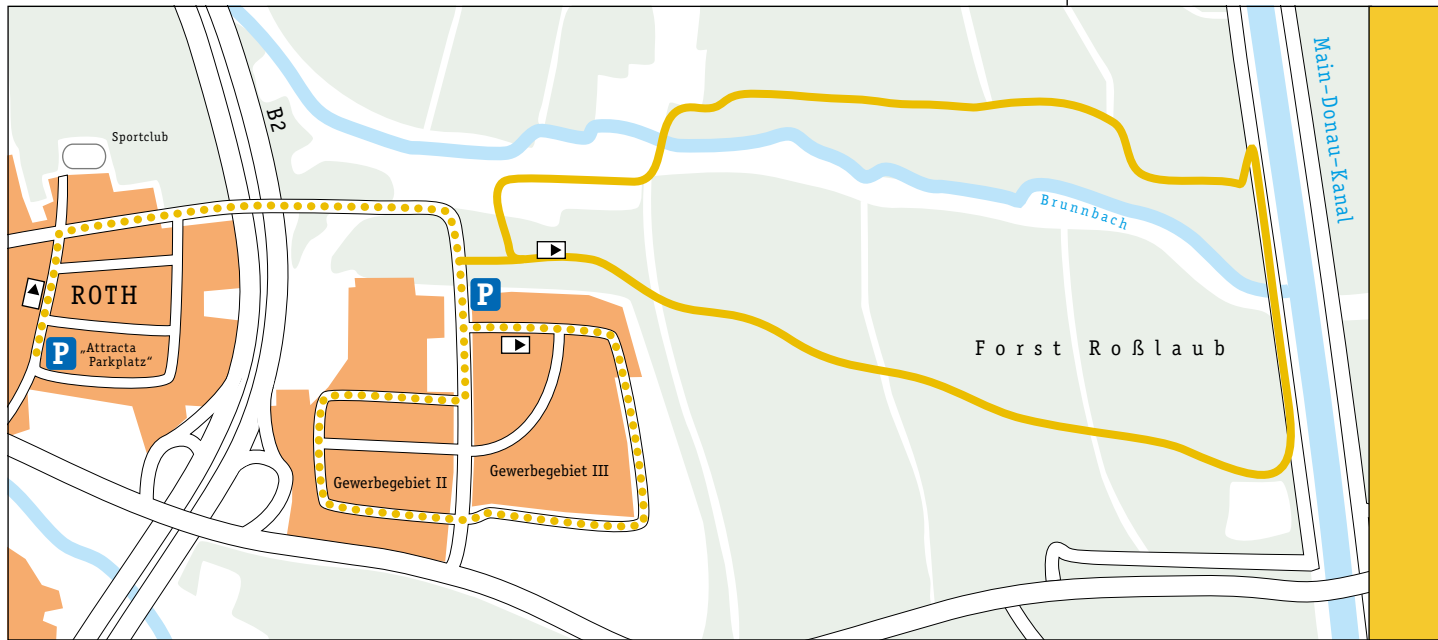 B2
Sportclub
Main-Donau-Kanal
Brunnbach
ROTH
P
P
„Attracta
Parkplatz“
Forst Roßlaub
Gewerbegebiet III
Gewerbegebiet II